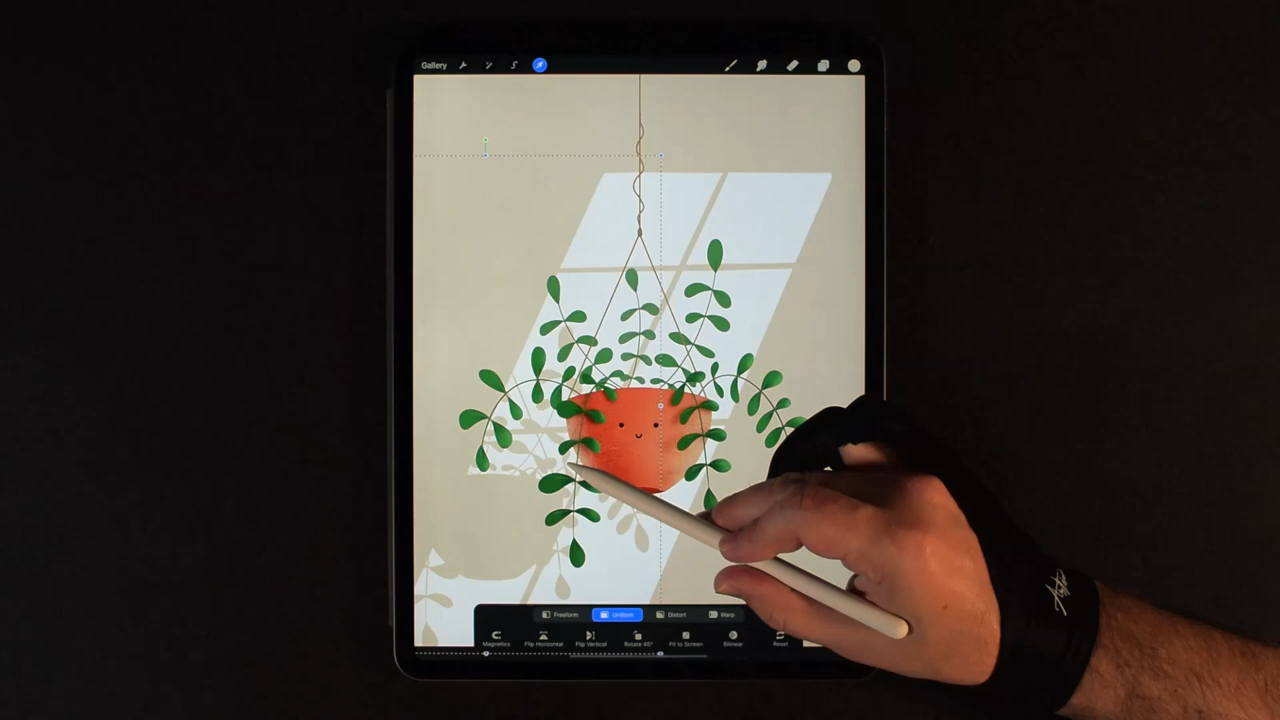 Gallery
Freeform
Uniform
Distort
Warp
Magnetics
Flip Horizontal
Flip Vertical
Rotate 45°
Fit to Screen
Bilinear
Reset